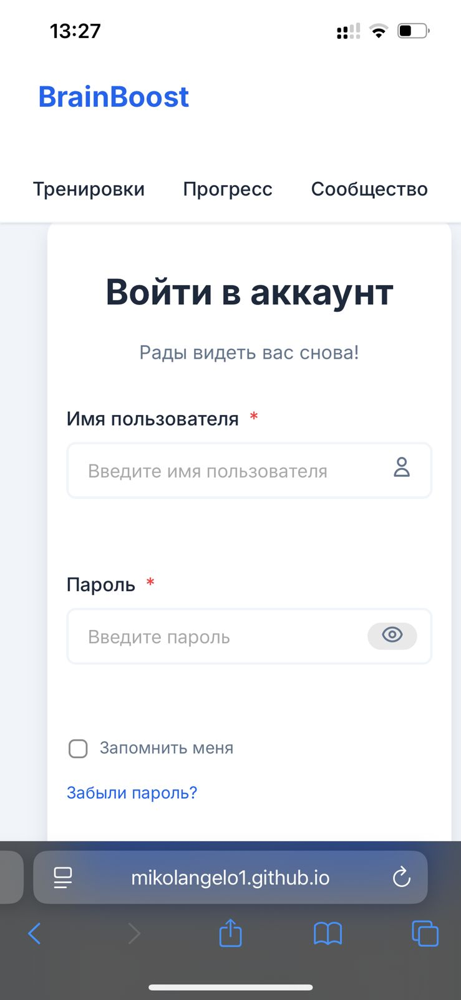 13:27
BrainBoost
Тренировки Прогресс Сообщество
Войти в аккаунт
Рады видеть вас снова!
Имя пользователя *
Введите имя пользователя
Пароль *
Введите пароль
Запомнить меня
Забыли пароль?
mikolangelo1.github.io